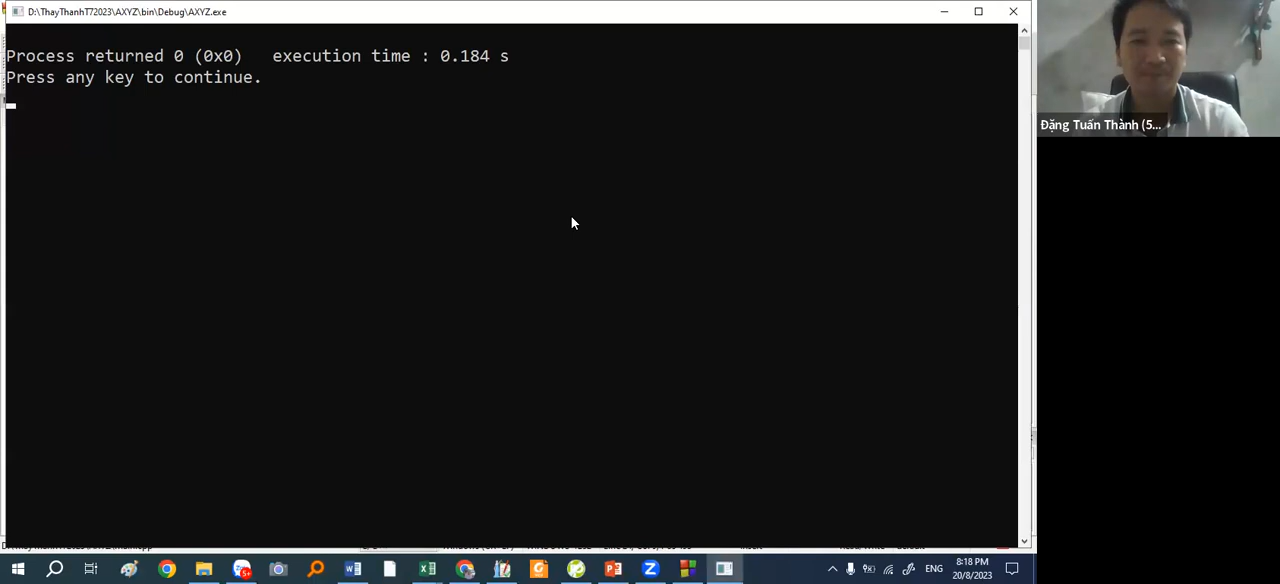 D:\ThayThanhT72023\AXYZ\bin\Debug\AXYZ.exe
Process returned 0 (0x0)   execution time : 0.184 s
Press any key to continue.
Đặng Tuấn Thành (5...
8:18 PM
ENG
20/8/2023